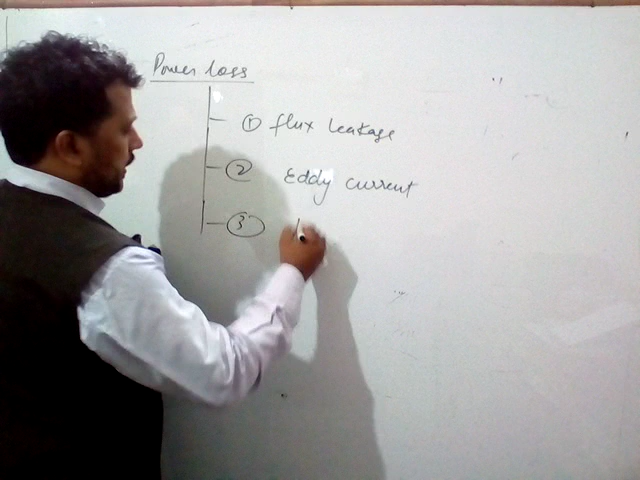 Power loss
① flux leakage
② Eddy current
③